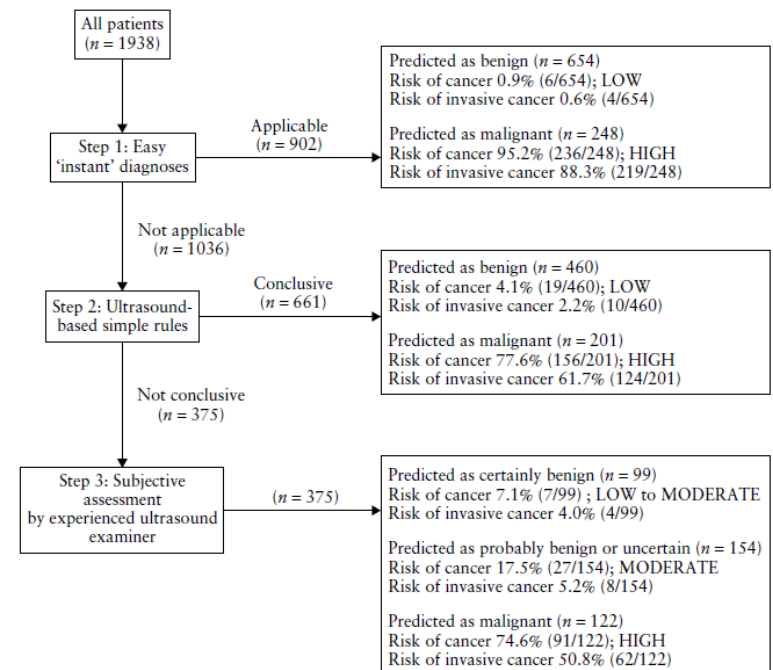 All patients
(n = 1938)
Step 1: Easy
‘instant’ diagnoses
Applicable
(n = 902)
Predicted as benign (n = 654)
Risk of cancer 0.9% (6/654); LOW
Risk of invasive cancer 0.6% (4/654)
Predicted as malignant (n = 248)
Risk of cancer 95.2% (236/248); HIGH
Risk of invasive cancer 88.3% (219/248)
Not applicable
(n = 1036)
Step 2: Ultrasound-
based simple rules
Conclusive
(n = 661)
Predicted as benign (n = 460)
Risk of cancer 4.1% (19/460); LOW
Risk of invasive cancer 2.2% (10/460)
Predicted as malignant (n = 201)
Risk of cancer 77.6% (156/201); HIGH
Risk of invasive cancer 61.7% (124/201)
Not conclusive
(n = 375)
Step 3: Subjective
assessment
by experienced ultrasound
examiner
(n = 375)
Predicted as certainly benign (n = 99)
Risk of cancer 7.1% (7/99) ; LOW to MODERATE
Risk of invasive cancer 4.0% (4/99)
Predicted as probably benign or uncertain (n = 154)
Risk of cancer 17.5% (27/154); MODERATE
Risk of invasive cancer 5.2% (8/154)
Predicted as malignant (n = 122)
Risk of cancer 74.6% (91/122); HIGH
Risk of invasive cancer 50.8% (62/122)